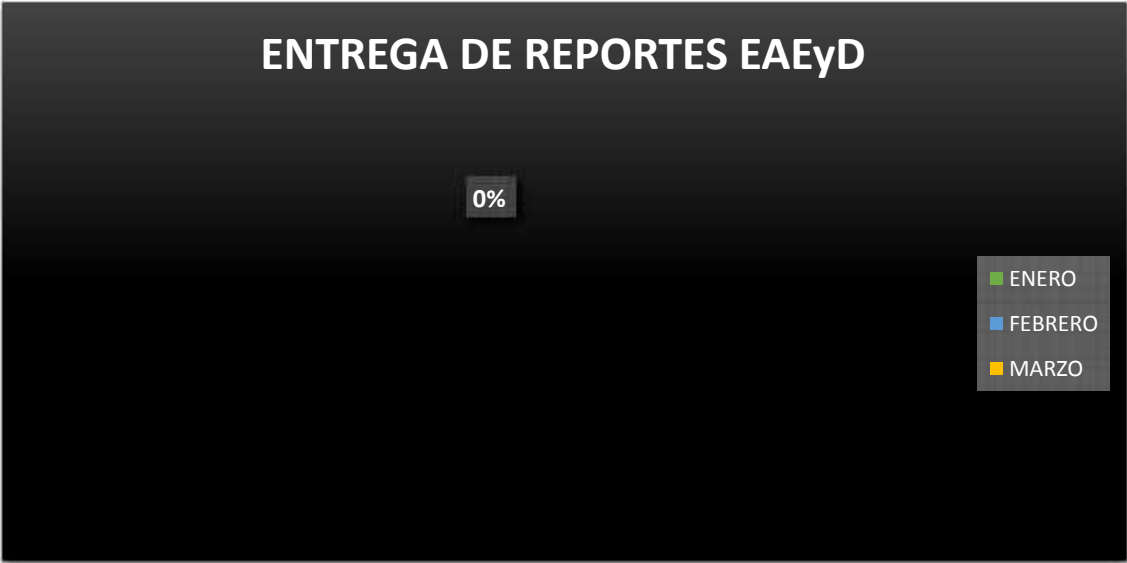 ENTREGA DE REPORTES EAEyD
0%
ENERO
FEBRERO
MARZO